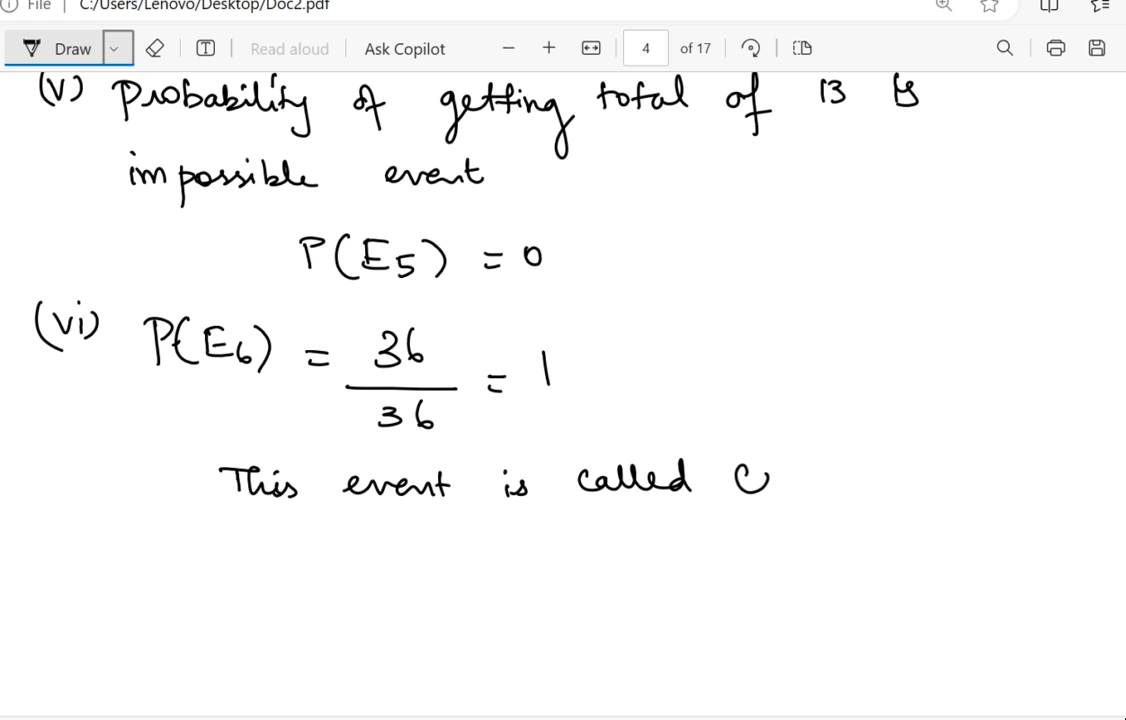 File | C:/Users/Lenovo/Desktop/Doc2.pdf
Draw Read aloud Ask Copilot 4 of 17
(v) Probability of getting total of 13 is
impossible event
P(E5) = 0
(vi) P(E6) = 36/36 = 1
This event is called C